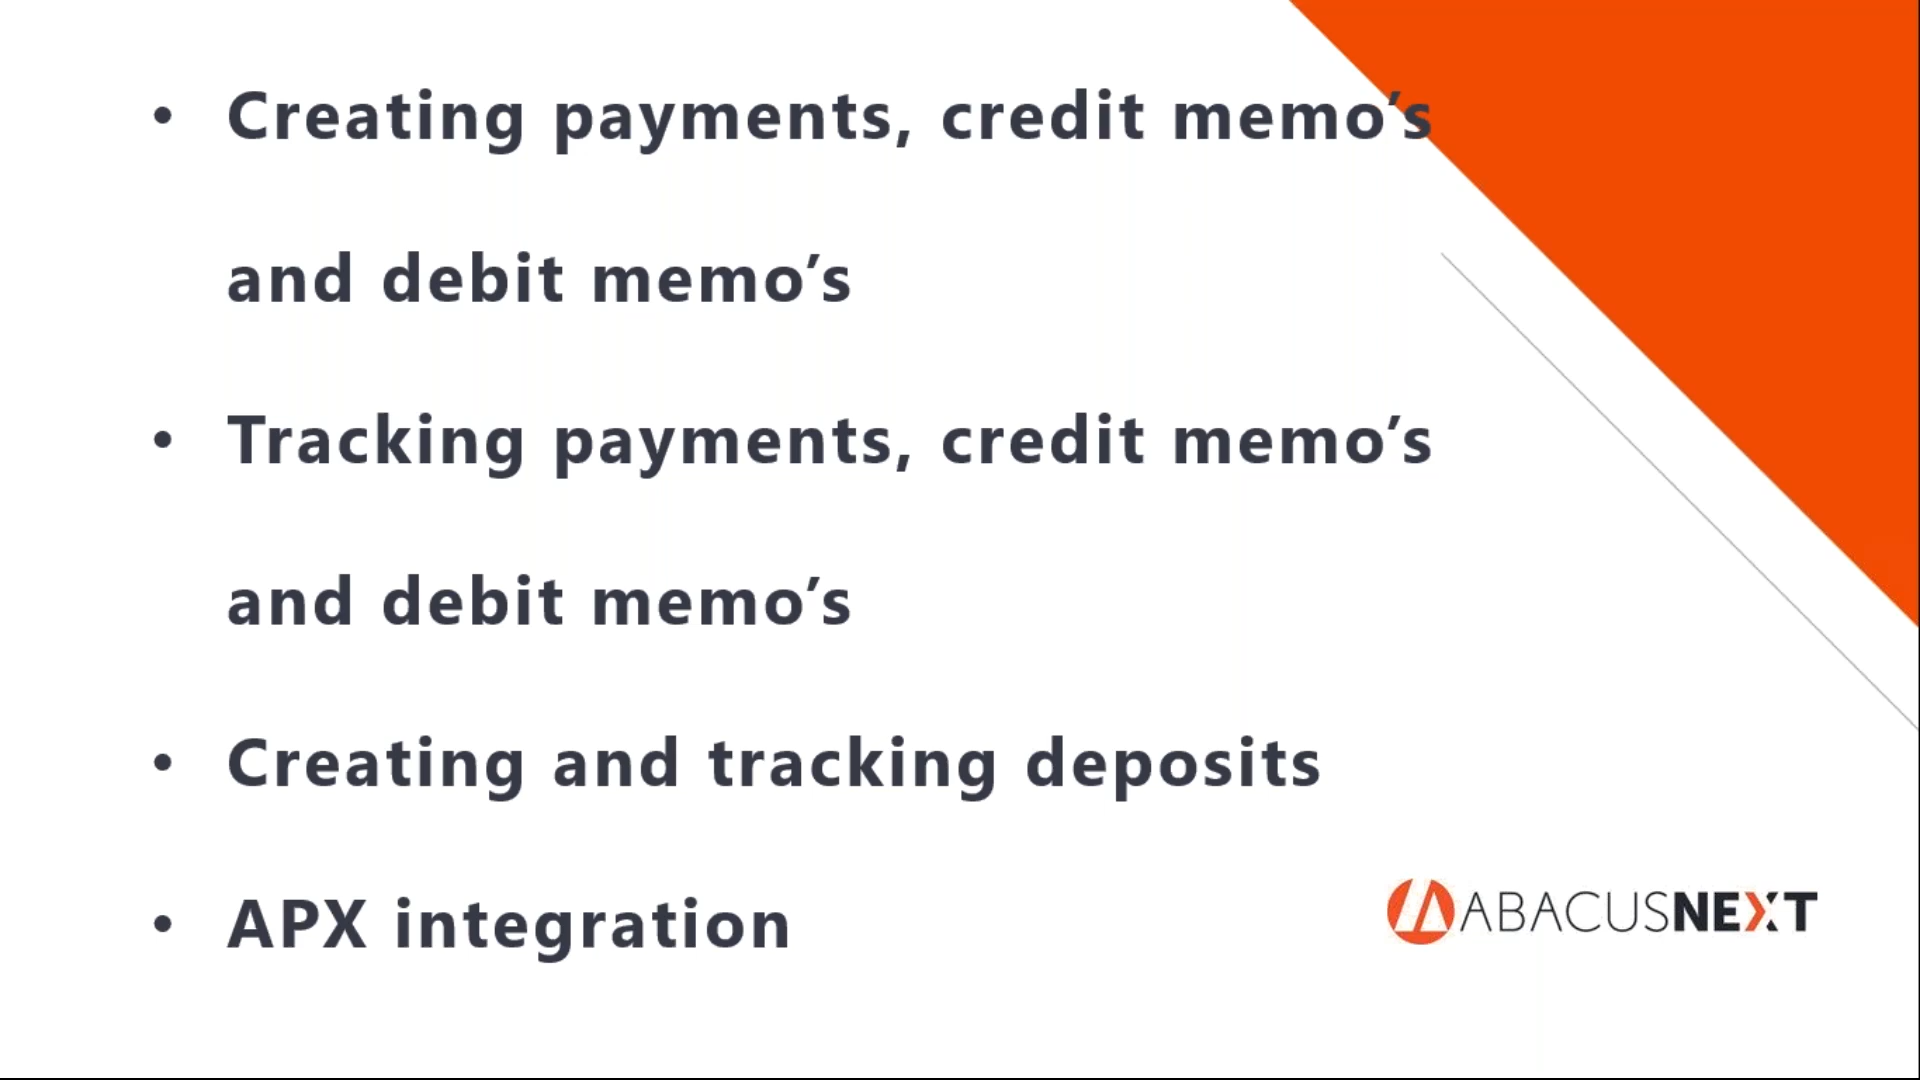 • Creating payments, credit memo’s
and debit memo’s
• Tracking payments, credit memo’s
and debit memo’s
• Creating and tracking deposits
• APX integration
ABACUSNEXT